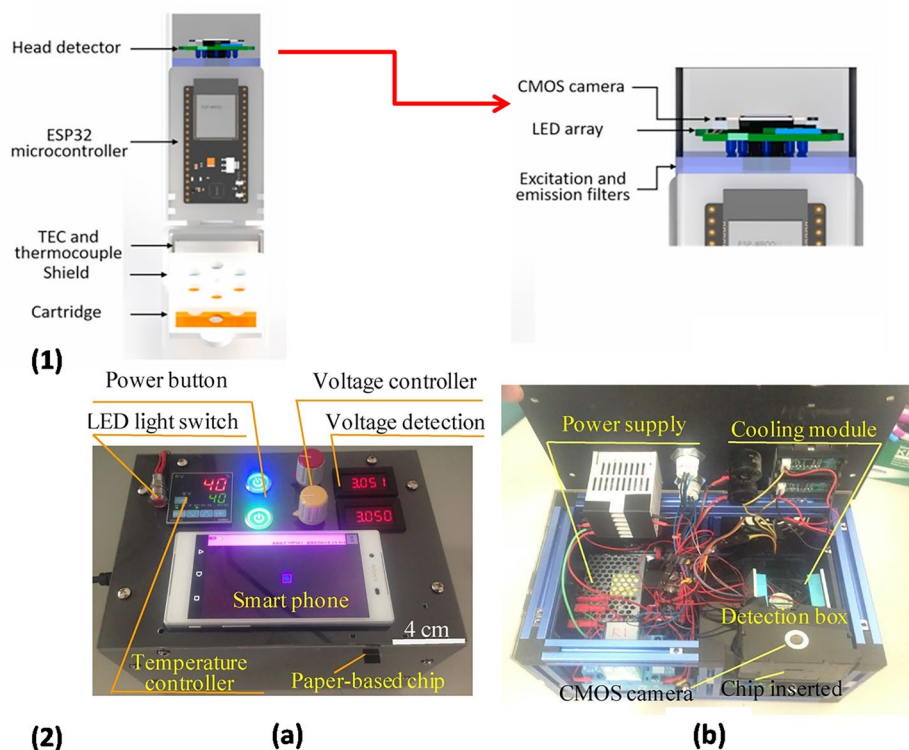 Head detector
ESP32
microcontroller
TEC and
thermocouple
Shield
Cartridge
CMOS camera
LED array
Excitation and
emission filters
(1)
Power button
LED light switch
Voltage controller
Voltage detection
40
40
3.051
3.050
Smart phone
4 cm
Temperature
controller
Paper-based chip
Power supply
Cooling module
Detection box
CMOS camera
Chip inserted
(2)
(a)
(b)